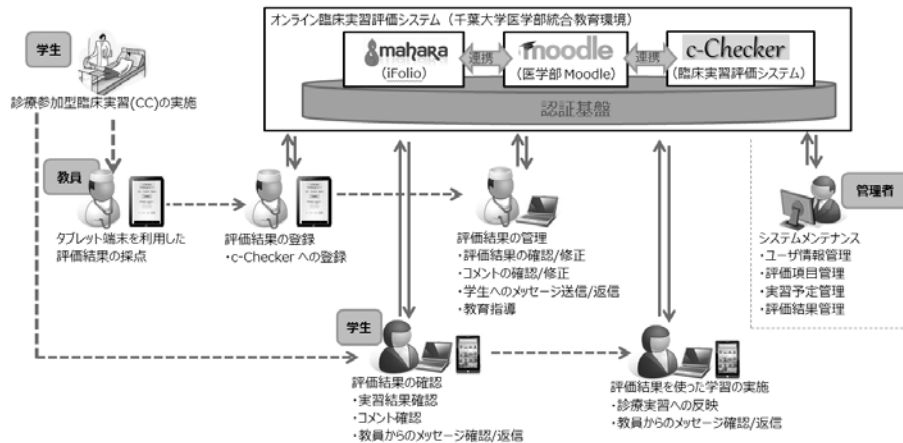 オンライン臨床実習評価システム（千葉大学医学部統合教育環境）
mahara
(iFolio)
連携
moodle
(医学部 Moodle)
連携
c-Checker
(臨床実習評価システム)
認証基盤
学生
診療参加型臨床実習(CC)の実施
教員
タブレット端末を利用した
評価結果の採点
評価結果の登録
・c-Checker への登録
評価結果の管理
・評価結果の確認/修正
・コメントの確認/修正
・学生へのメッセージ送信/返信
・教育指導
管理者
システムメンテナンス
・ユーザ情報管理
・評価項目管理
・実習予定管理
・評価結果管理
学生
評価結果の確認
・実習結果確認
・コメント確認
・教員からのメッセージ確認/返信
評価結果を使った学習の実施
・診療実習への反映
・教員からのメッセージ確認/返信